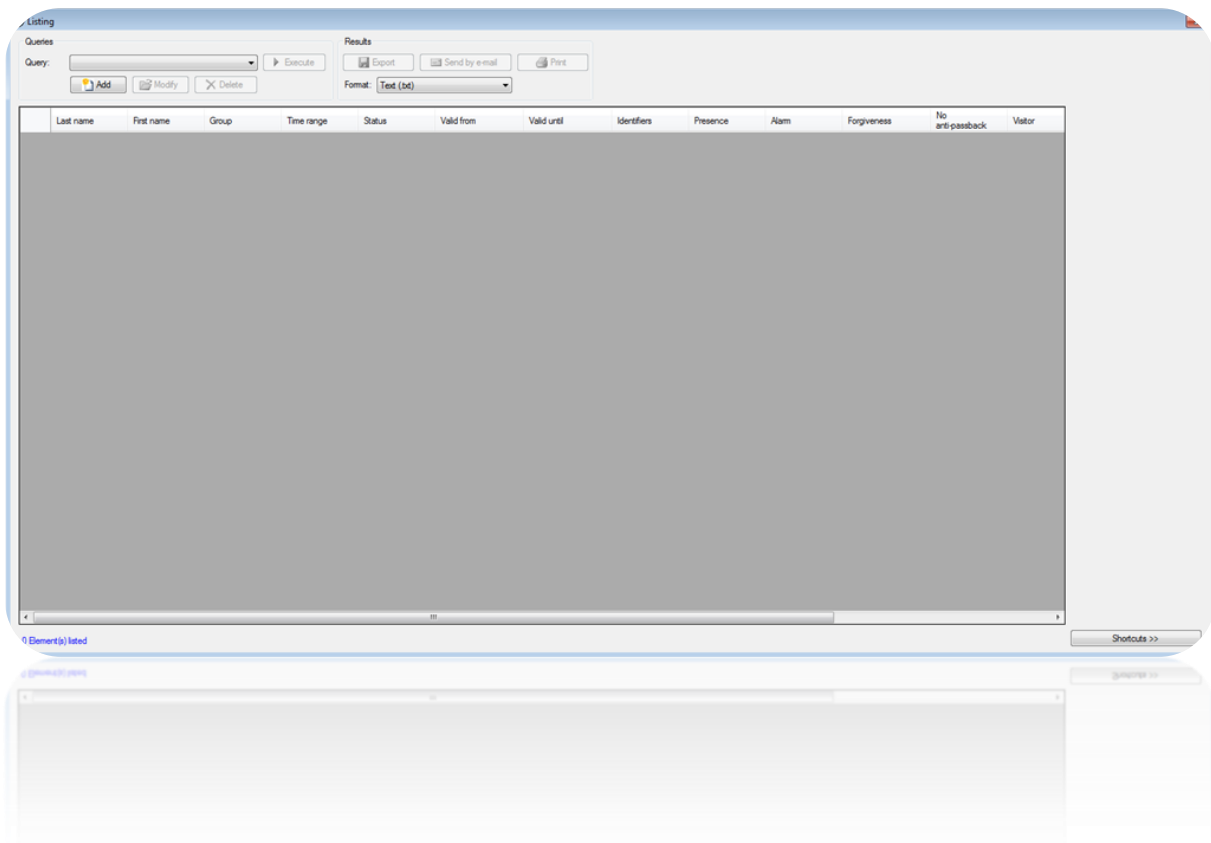 Listing
Queries
Results
Query:
Execute
Export
Send by e-mail
Print
Add
Modify
Delete
Format: Text (.txt)
Last name First name Group Time range Status Valid from Valid until Identifiers Presence Alarm Forgiveness No anti-passback Visitor
0 Element(s) listed
Shortcuts >>